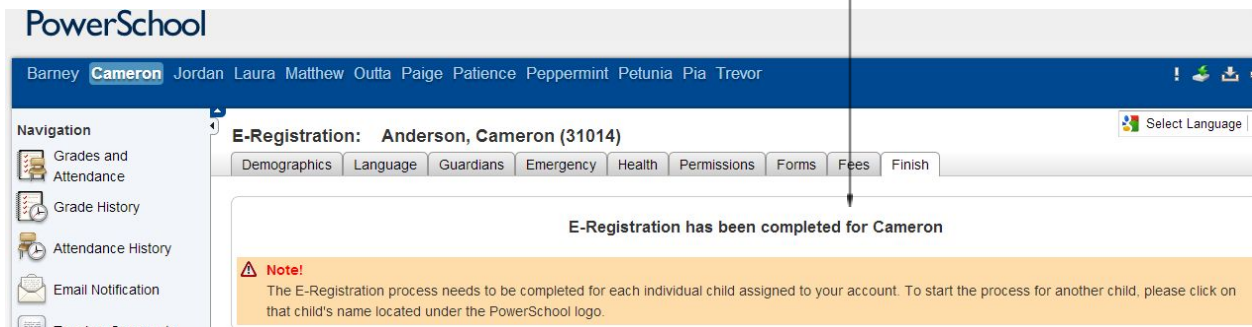 PowerSchool
Barney Cameron Jordan Laura Matthew Outta Paige Patience Peppermint Petunia Pia Trevor
!
Select Language
Navigation
Grades and
Attendance
Grade History
Attendance History
Email Notification
E-Registration: Anderson, Cameron (31014)
Demographics Language Guardians Emergency Health Permissions Forms Fees Finish
E-Registration has been completed for Cameron
Note!
The E-Registration process needs to be completed for each individual child assigned to your account. To start the process for another child, please click on
that child's name located under the PowerSchool logo.